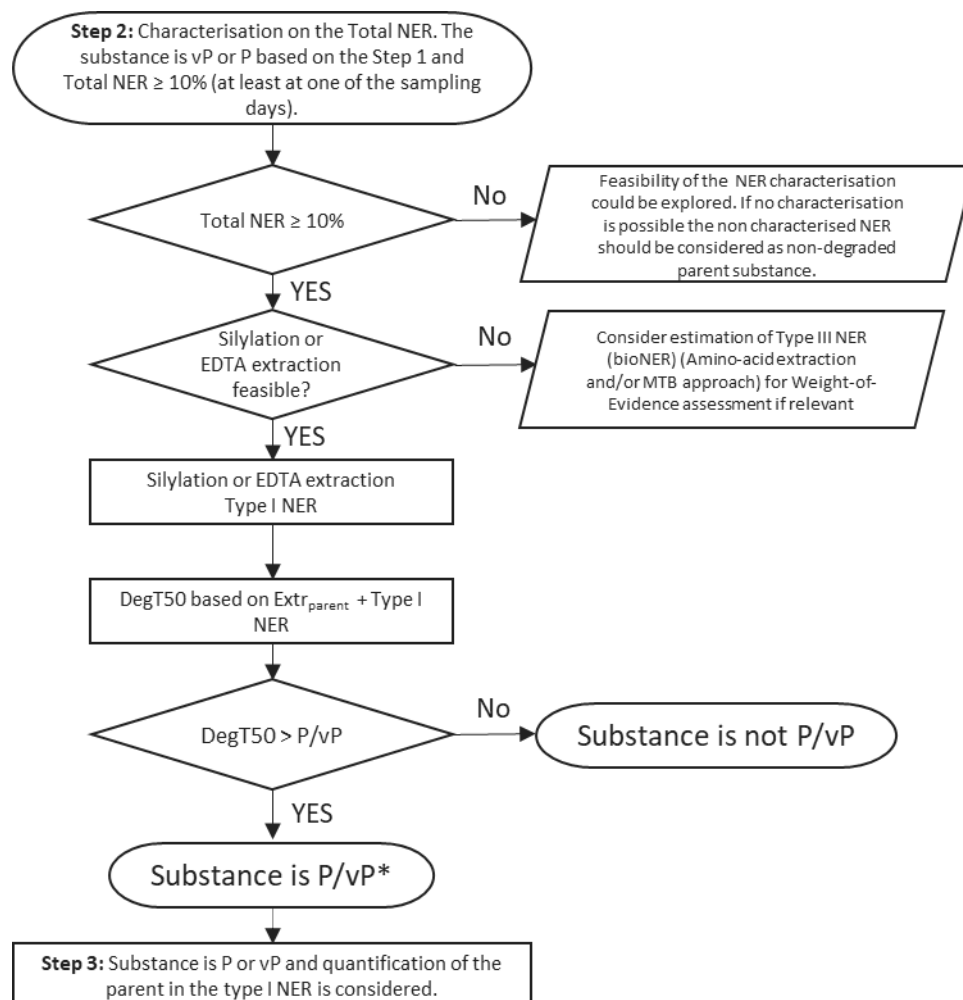 Step 2: Characterisation on the Total NER. The
substance is vP or P based on the Step 1 and
Total NER ≥ 10% (at least at one of the sampling
days).
Total NER ≥ 10%
No
Feasibility of the NER characterisation
could be explored. If no characterisation
is possible the non characterised NER
should be considered as non-degraded
parent substance.
YES
Silylation or
EDTA extraction
feasible?
No
Consider estimation of Type III NER
(bioNER) (Amino-acid extraction
and/or MTB approach) for Weight-of-
Evidence assessment if relevant
YES
Silylation or EDTA extraction
Type I NER
DegT50 based on Extrparent + Type I
NER
DegT50 > P/vP
No
Substance is not P/vP
YES
Substance is P/vP*
Step 3: Substance is P or vP and quantification of the
parent in the type I NER is considered.